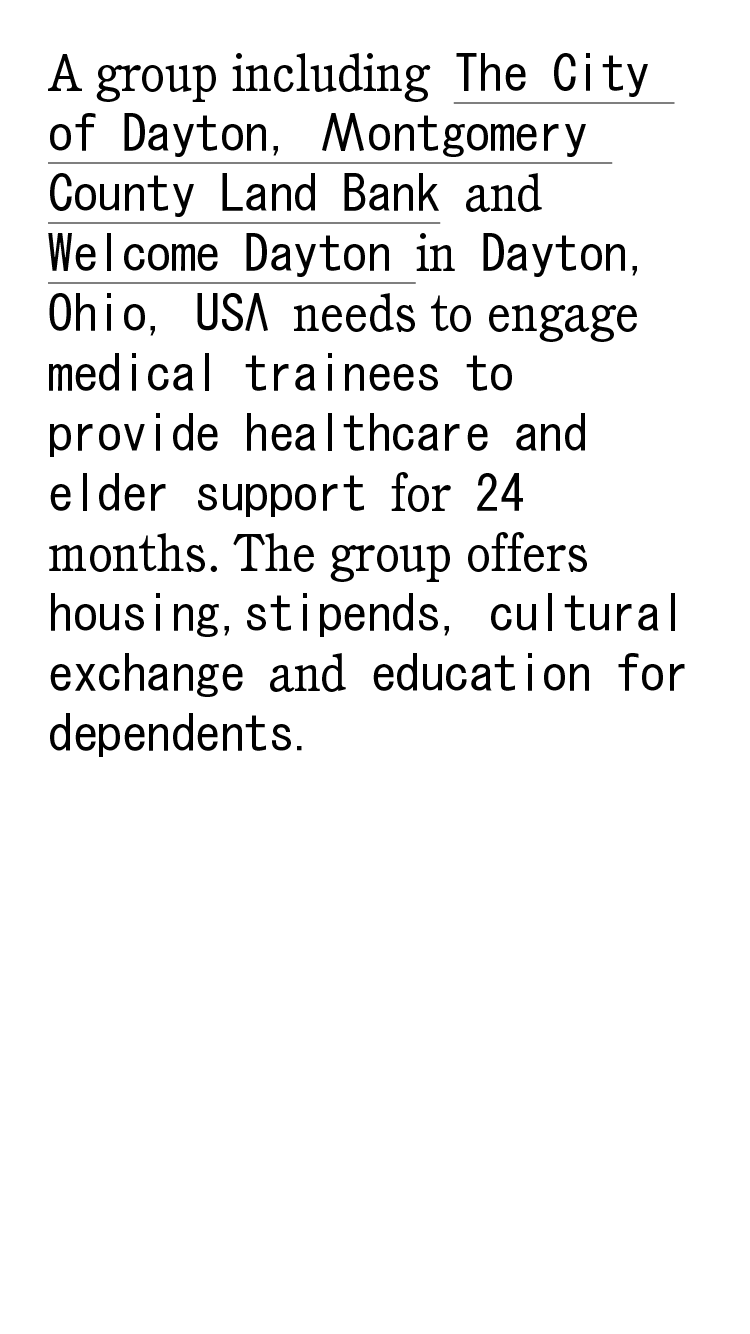 A group including The City
of Dayton, Montgomery
County Land Bank and
Welcome Dayton in Dayton,
Ohio, USA needs to engage
medical trainees to
provide healthcare and
elder support for 24
months. The group offers
housing, stipends, cultural
exchange and education for
dependents.